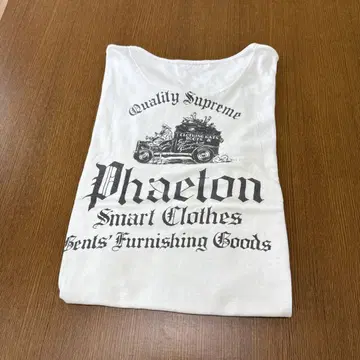 Quality Supreme
Phaeton
Smart Clothes
Gents' Furnishing Goods